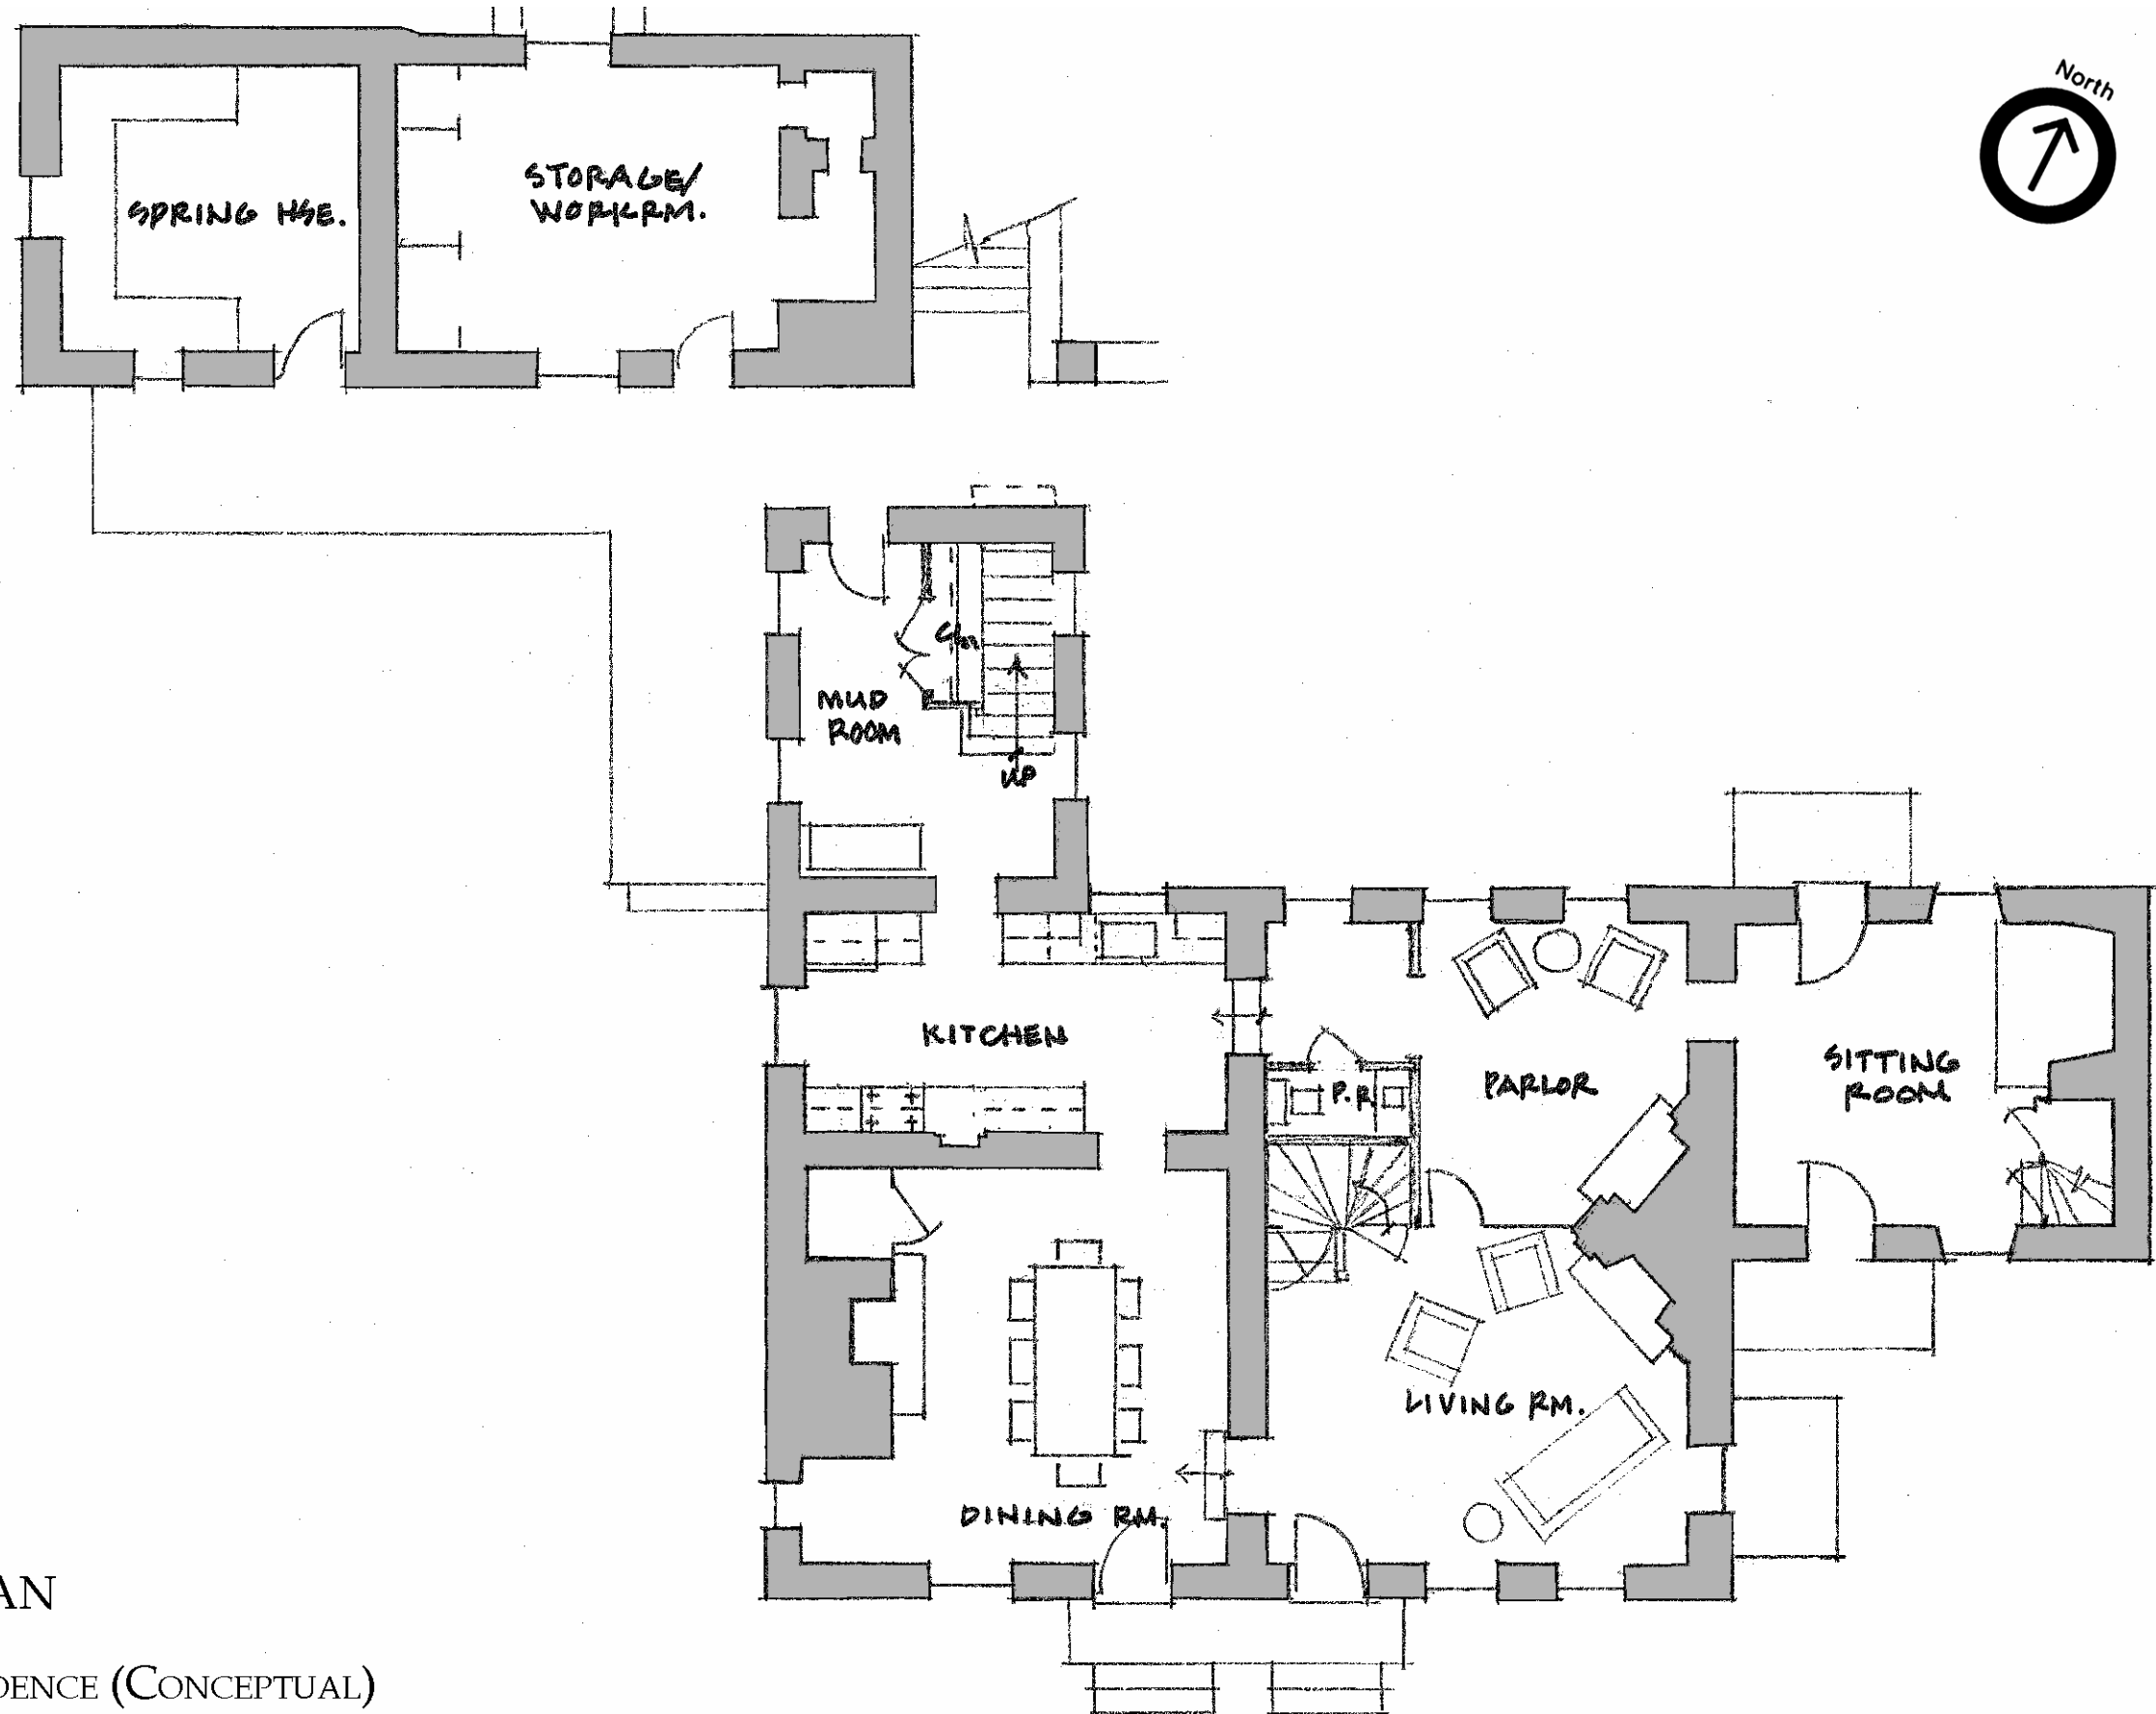 North
STORAGE/
WORKRM.
SPRING HSE.
MUD
ROOM
UP
KITCHEN
P.R.
PARLOR
SITTING
ROOM
LIVING RM.
DINING RM.
AN
DENCE (CONCEPTUAL)